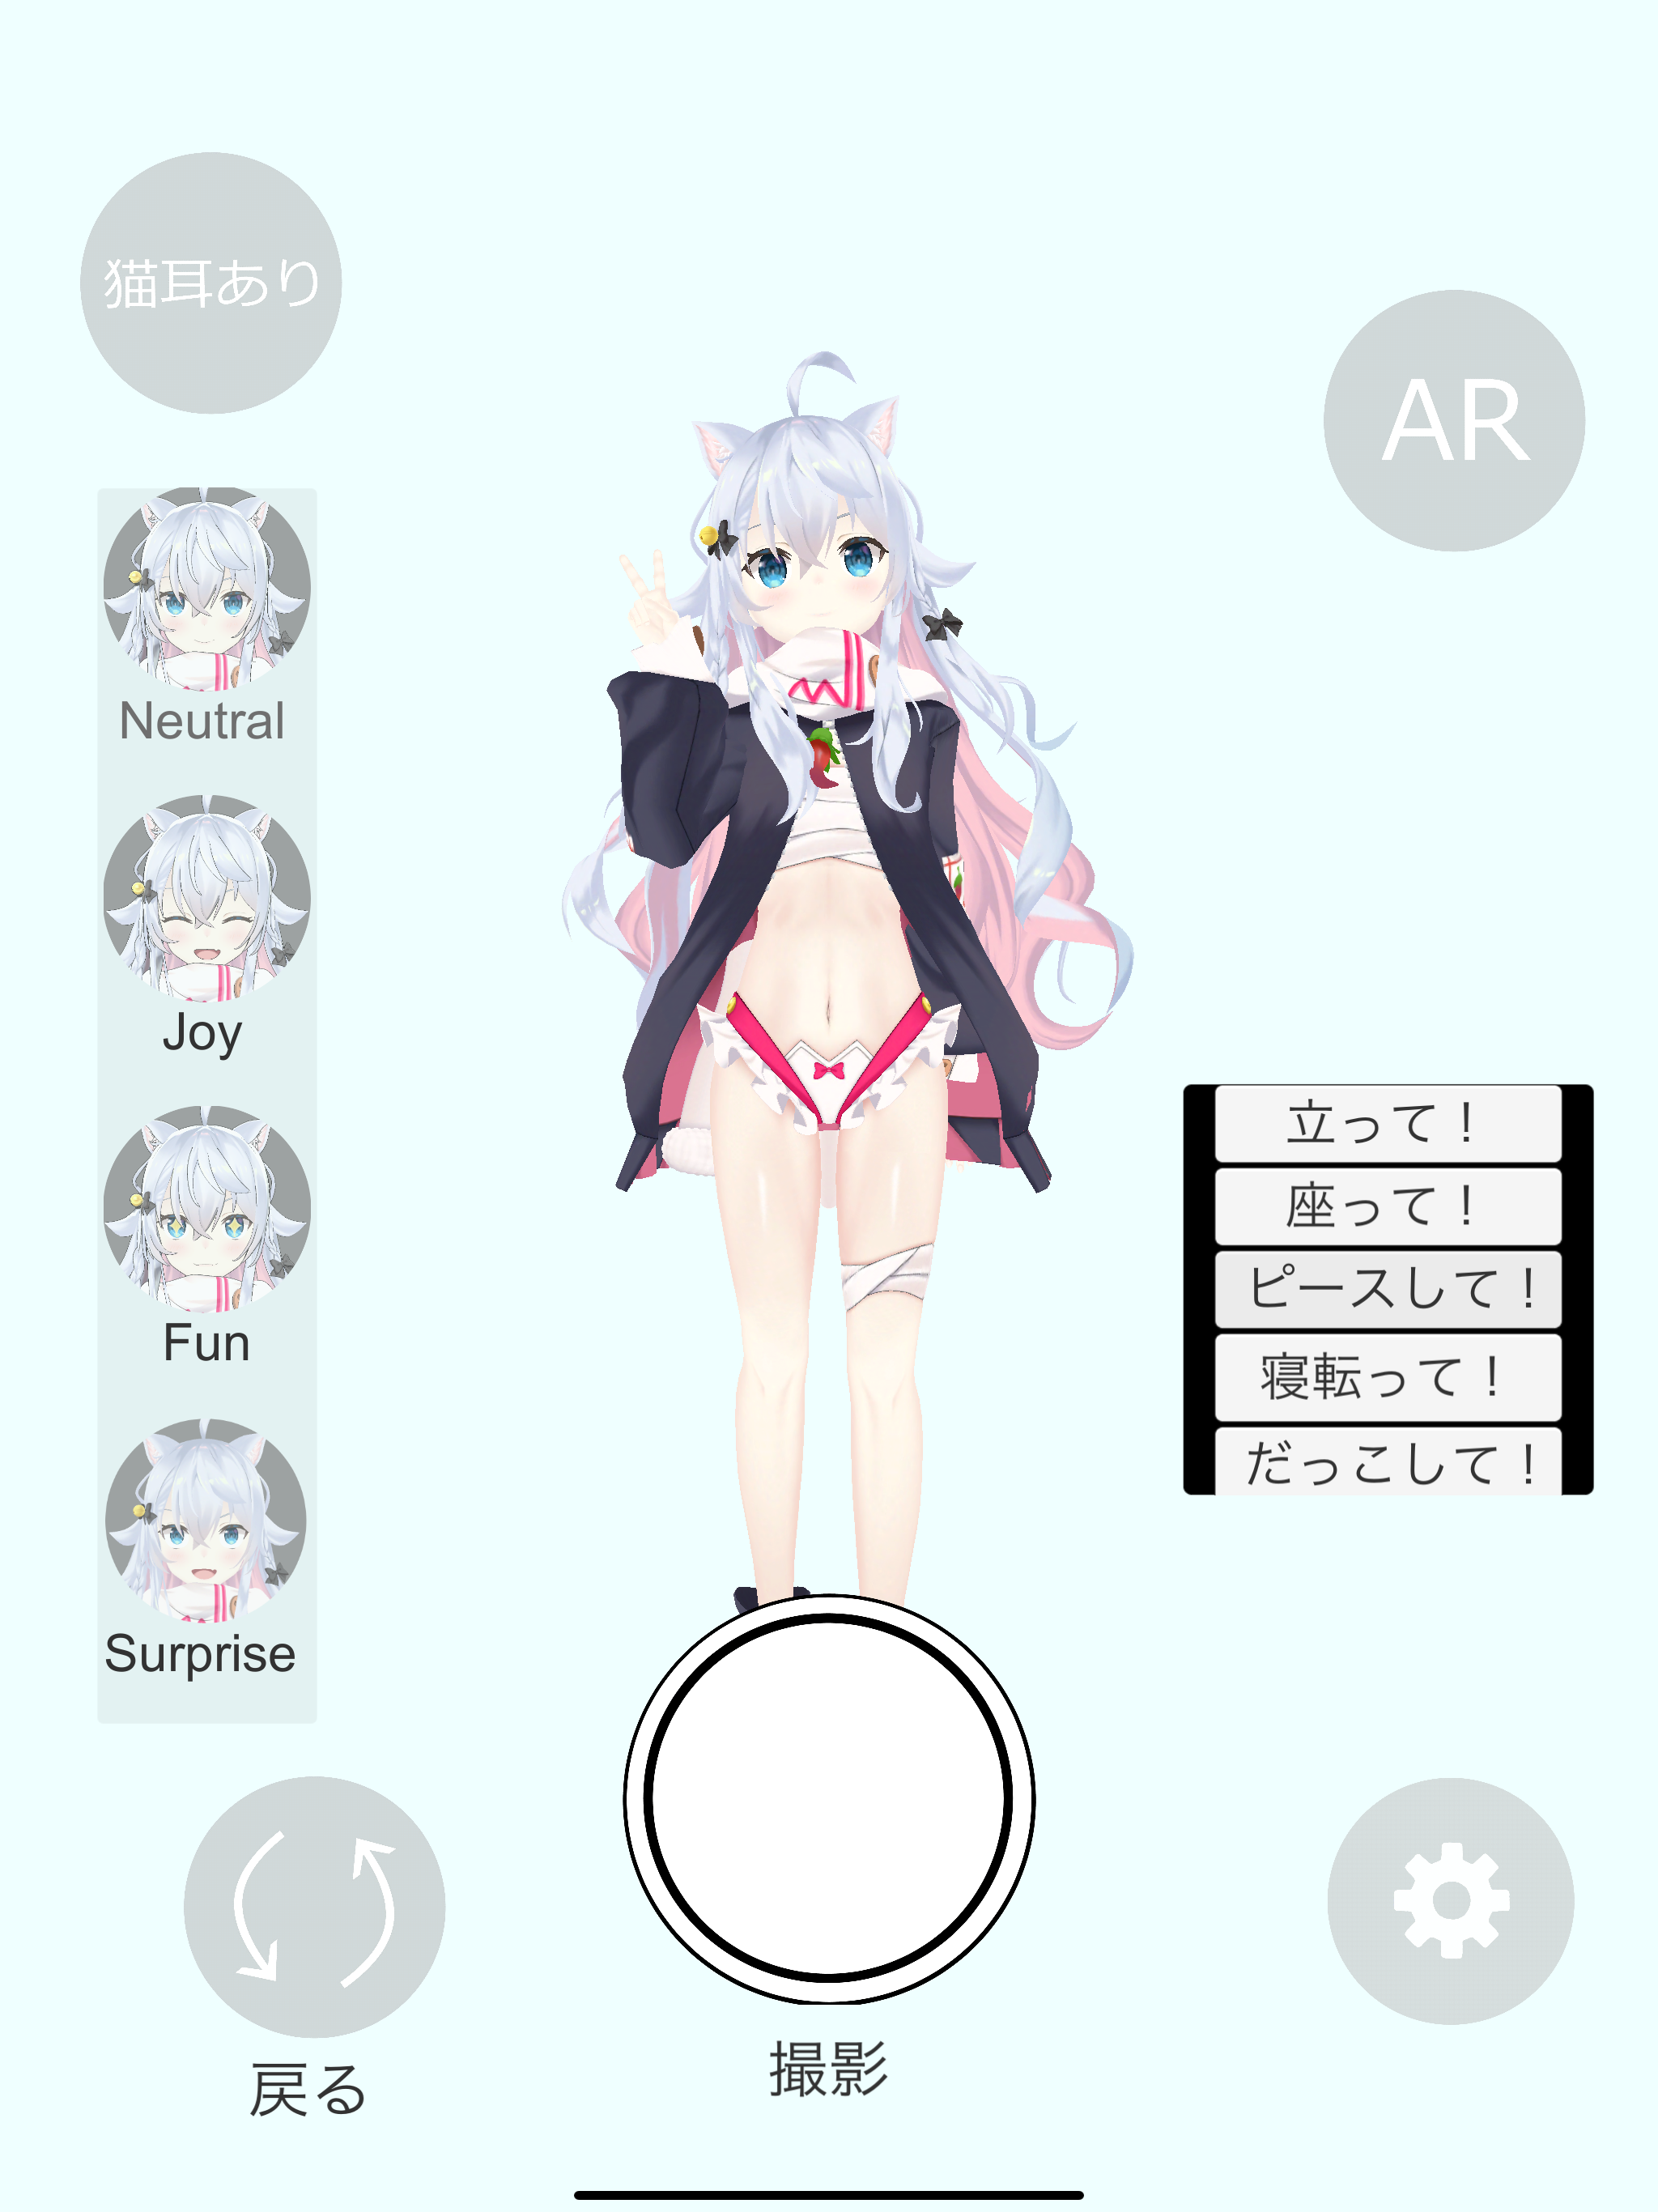 猫耳あり
AR
Neutral
Joy
Fun
Surprise
立って！
座って！
ピースして！
寝転って！
だっこして！
戻る
撮影